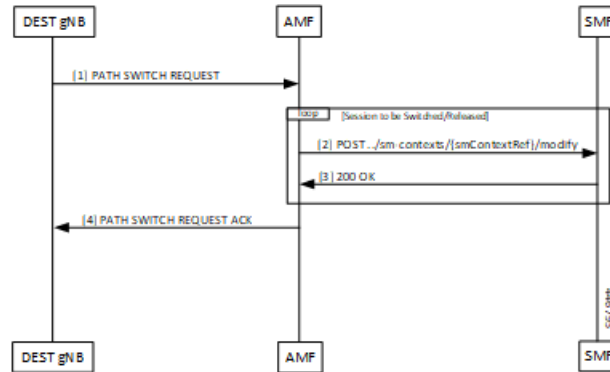 DEST gNB AMF SMF
(1) PATH SWITCH REQUEST
loop [Session to be Switched/Released]
(2) POST ../sm-contexts/{smContextRef}/modify
(3) 200 OK
(4) PATH SWITCH REQUEST ACK
DEST gNB AMF SMF